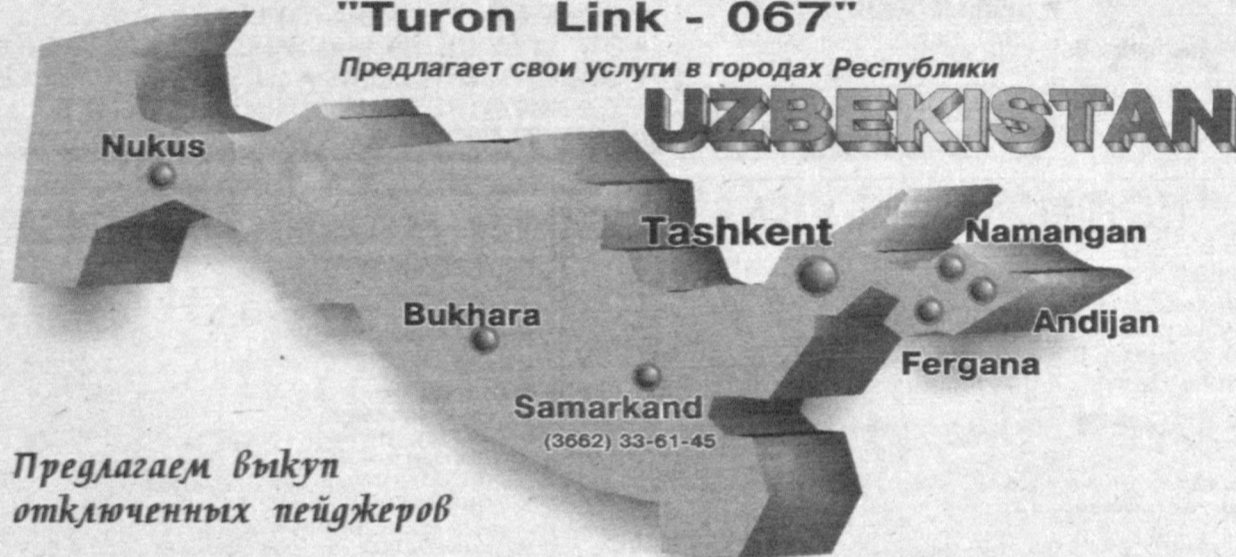 "Turon Link - 067"
Предлагает свои услуги в городах Республики
UZBEKISTAN
Nukus
Tashkent
Namangan
Bukhara
Andijan
Fergana
Samarkand
(3662) 33-61-45
Предлагаем выкуп
отключенных пейджеров